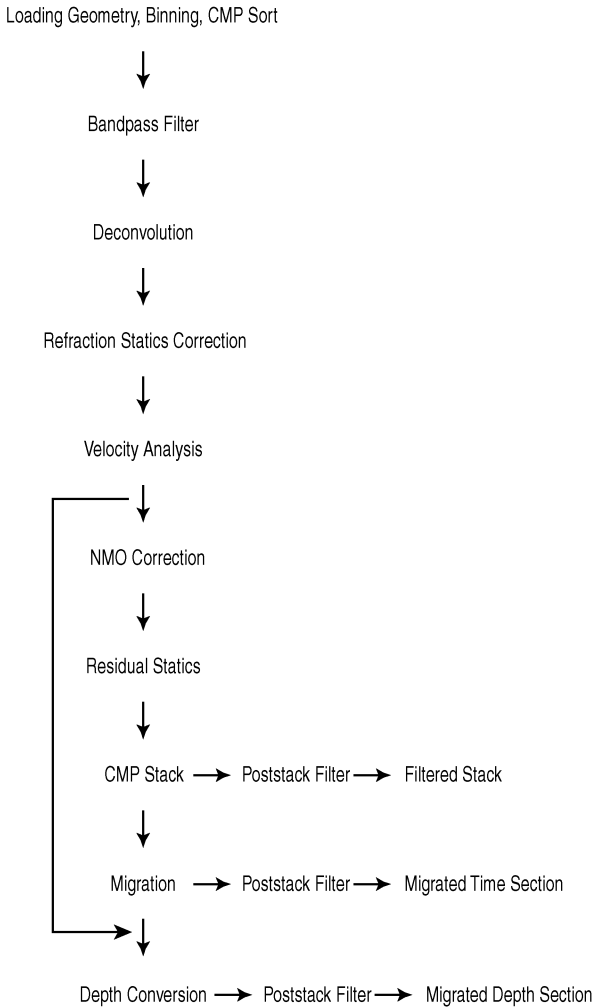 Loading Geometry, Binning, CMP Sort
Bandpass Filter
Deconvolution
Refraction Statics Correction
Velocity Analysis
NMO Correction
Residual Statics
CMP Stack Poststack Filter Filtered Stack
Migration Poststack Filter Migrated Time Section
Depth Conversion Poststack Filter Migrated Depth Section